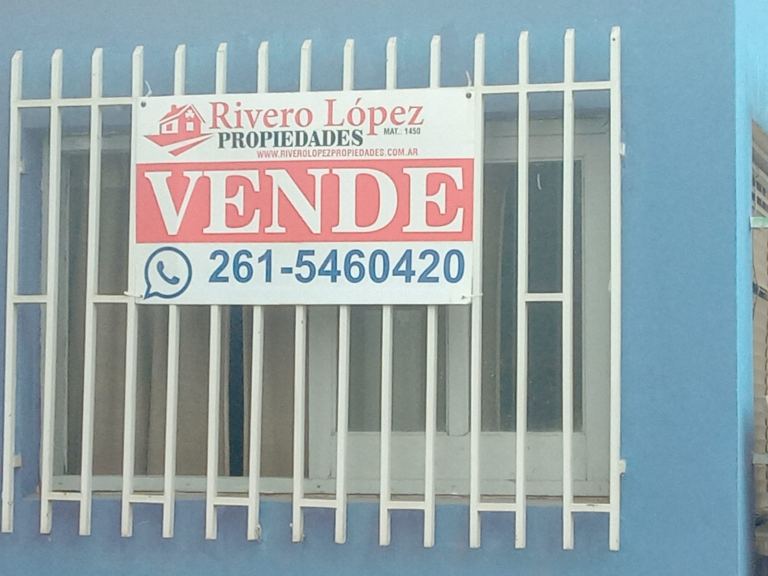 Rivero López
PROPIEDADES MAT.: 1450
WWW.RIVEROLOPEZPROPIEDADES.COM.AR
VENDE
261-5460420